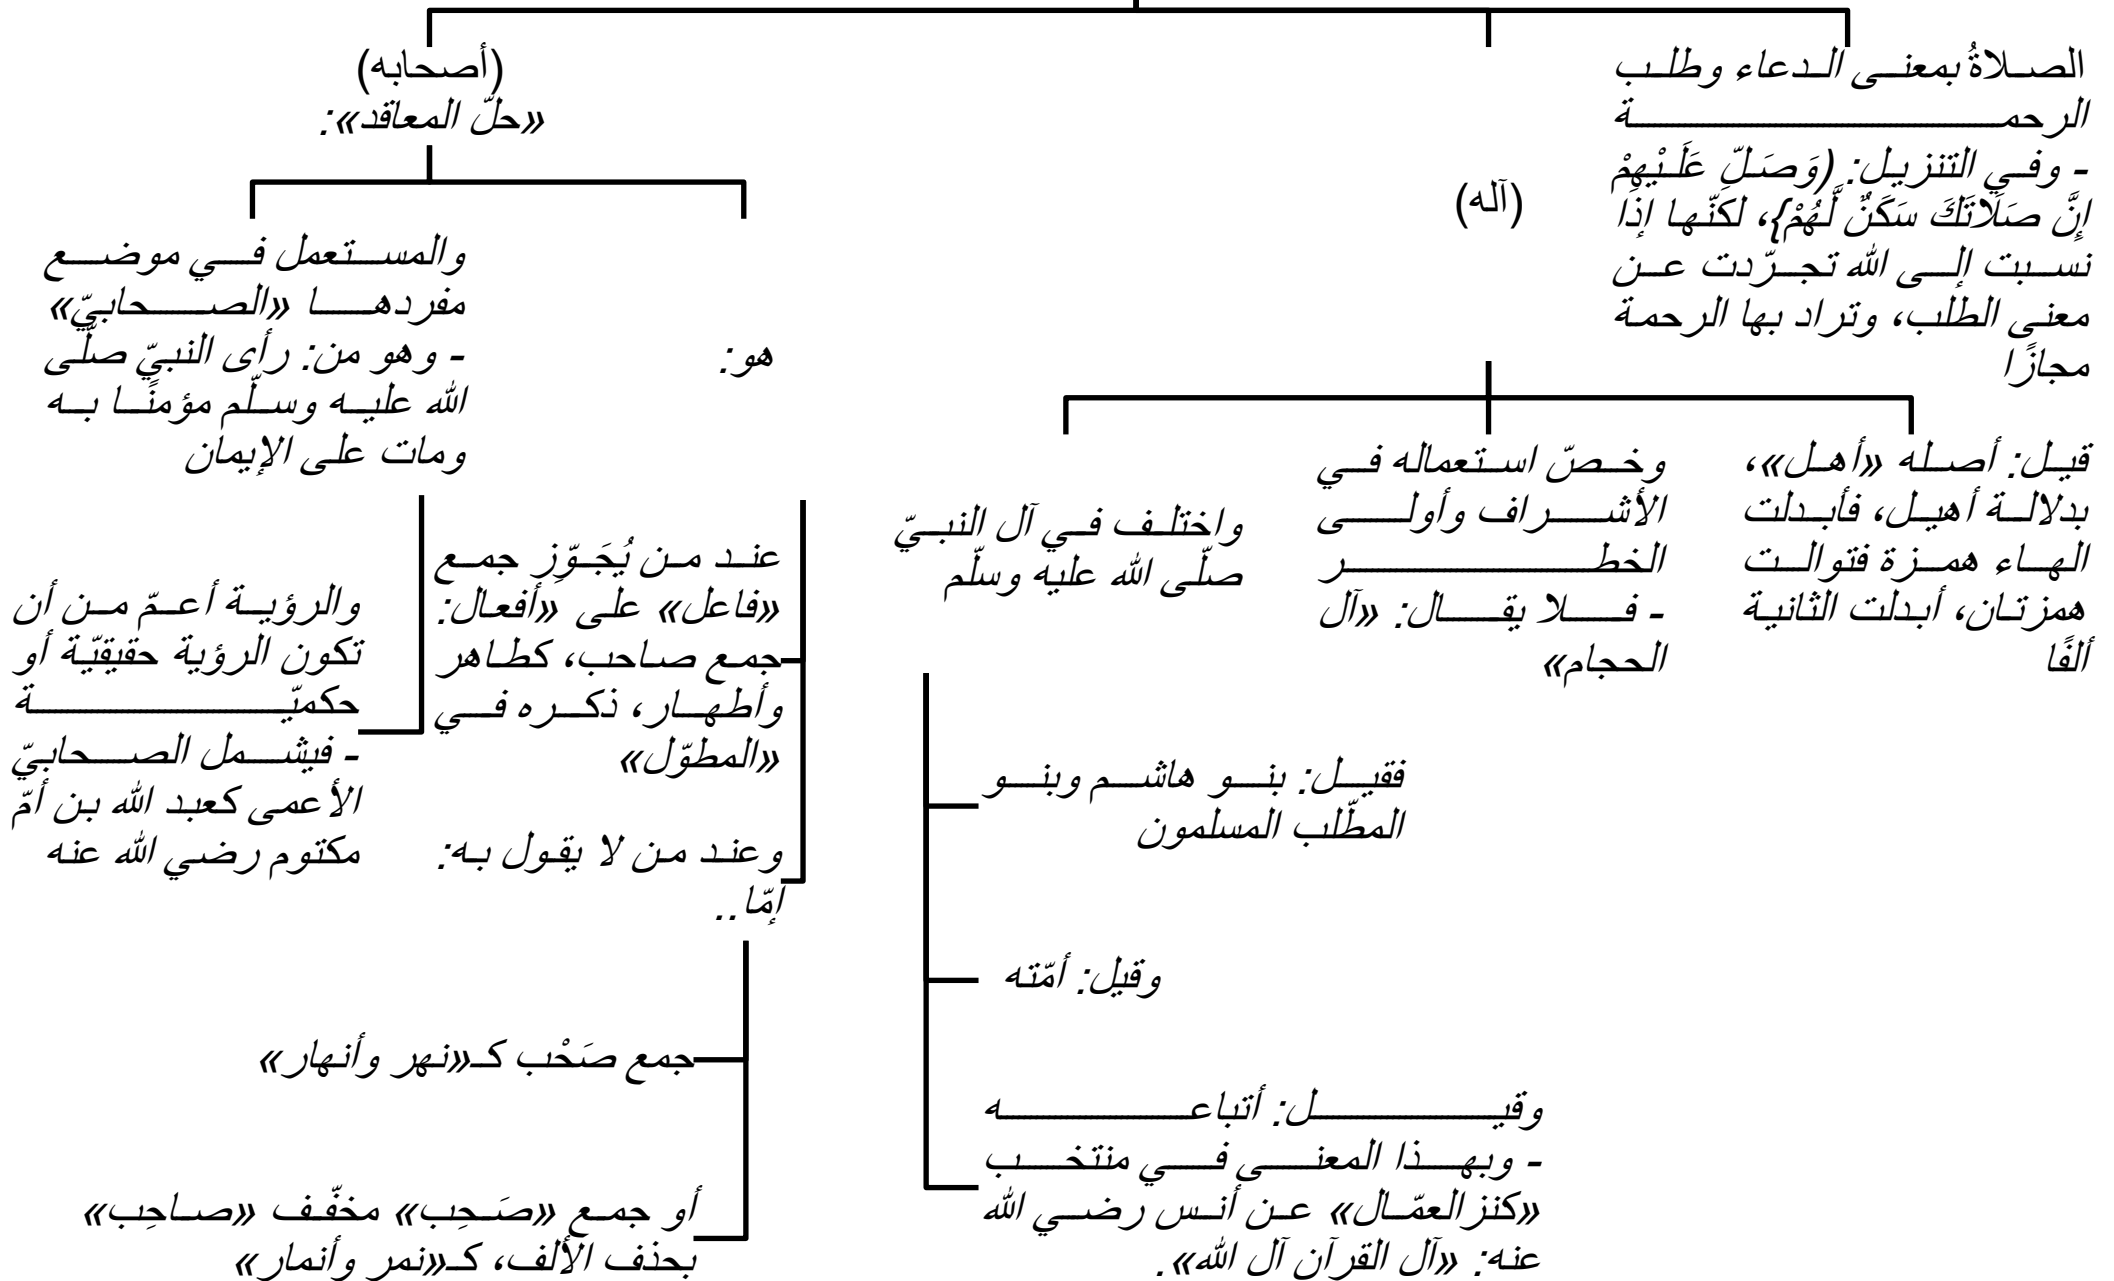 الصلاةُ بمعنى الدعاء وطلب
الرحمة
- وفي التنزيل: (وَصَلِّ عَلَيْهِمْ
إِنَّ صَلَاتَكَ سَكَنٌ لَّهُمْ}، لكنّها إذا
نسبت إلى الله تجرّدت عن
معنى الطلب، وتراد بها الرحمة
مجازًا
(آله)
قيل: أصله «أهل»،
بدلالة أهيل، فأبدلت
الهاء همزة فتوالت
همزتان، أبدلت الثانية
ألفًا
وخصّ استعماله في
الأشراف وأولى
الخطر
- فلا يقال: «آل
الحجام»
واختلف في آل النبيّ
صلّى الله عليه وسلّم
فقيل: بنو هاشم وبنو
المطّلب المسلمون
وقيل: أمّته
وقيل: أتباعه
- وبهذا المعنى في منتخب
«كنز العمّال» عن أنس رضي الله
عنه: «آل القرآن آل الله».
(أصحابه)
«حلّ المعاقد»:
هو:
عند من يُجَوِّز جمع
«فاعل» على «أفعال:
جمع صاحب، كطاهر
وأطهار، ذكره في
«المطوّل»
وعند من لا يقول به:
إمّا..
جمع صَحْب كـ«نهر وأنهار»
أو جمع «صَحِب» مخفّف «صاحِب»
بحذف الألف، كـ«نمر وأنمار»
والمستعمل في موضع
مفردها «الصحابيّ»
- وهو من: رأى النبيّ صلّى
الله عليه وسلّم مؤمنًا به
ومات على الإيمان
والرؤية أعمّ من أن
تكون الرؤية حقيقيّة أو
حكميّة
- فيشمل الصحابيّ
الأعمى كعبد الله بن أمّ
مكتوم رضي الله عنه